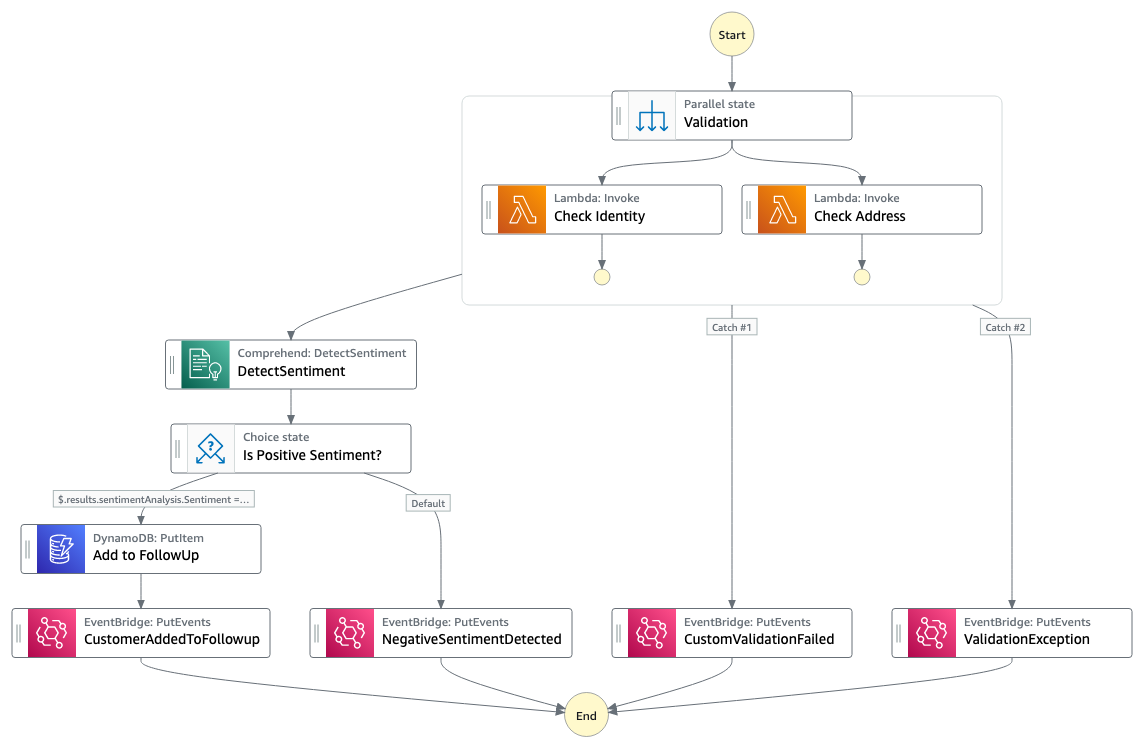 Start
Parallel state
Validation
Lambda: Invoke
Check Identity
Lambda: Invoke
Check Address
Catch #1
Catch #2
Comprehend: DetectSentiment
DetectSentiment
Choice state
?
Is Positive Sentiment?
$.results.sentimentAnalysis.Sentiment =...
Default
DynamoDB: PutItem
Add to FollowUp
EventBridge: PutEvents
CustomerAddedToFollowup
EventBridge: PutEvents
NegativeSentimentDetected
EventBridge: PutEvents
CustomValidationFailed
EventBridge: PutEvents
ValidationException
End